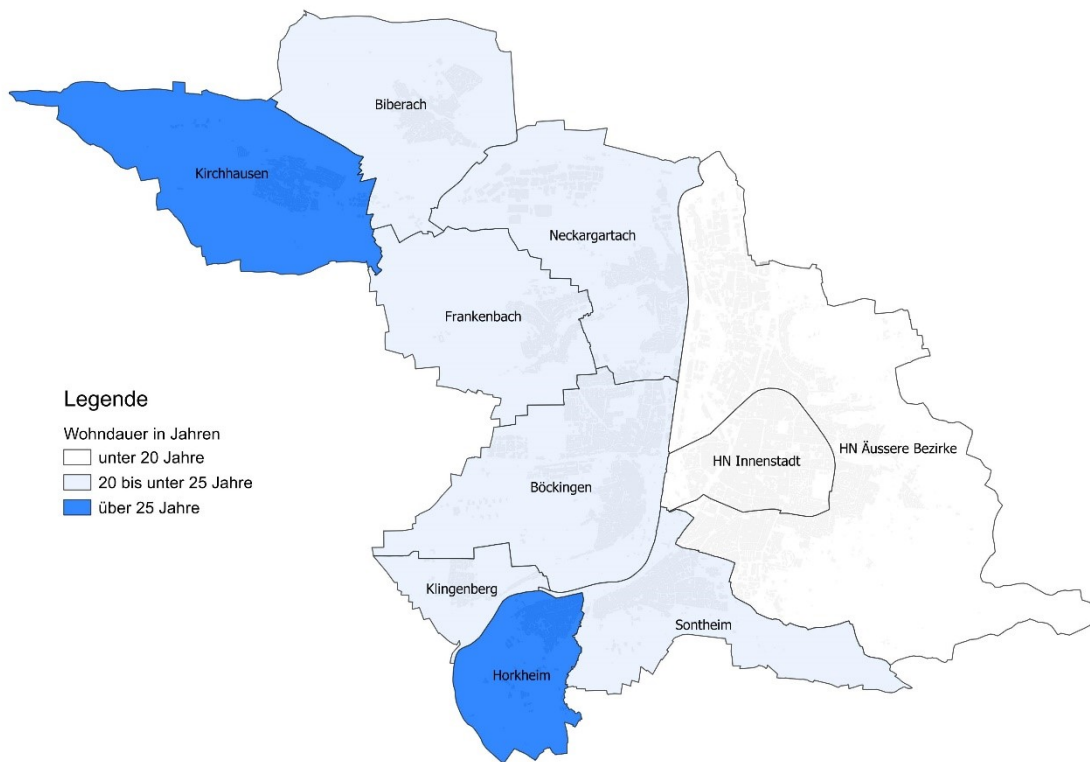 Biberach
Kirchhausen
Neckargartach
Frankenbach
Legende
Wohndauer in Jahren
unter 20 Jahre
20 bis unter 25 Jahre
über 25 Jahre
HN Äussere Bezirke
HN Innenstadt
Böckingen
Klingenberg
Sontheim
Horkheim